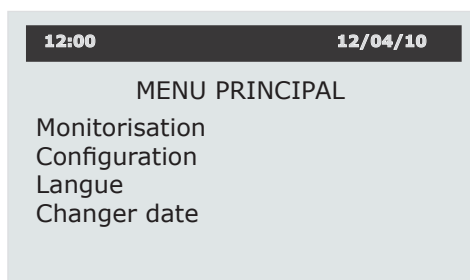 12:00 12/04/10
MENU PRINCIPAL
Monitorisation
Configuration
Langue
Changer date